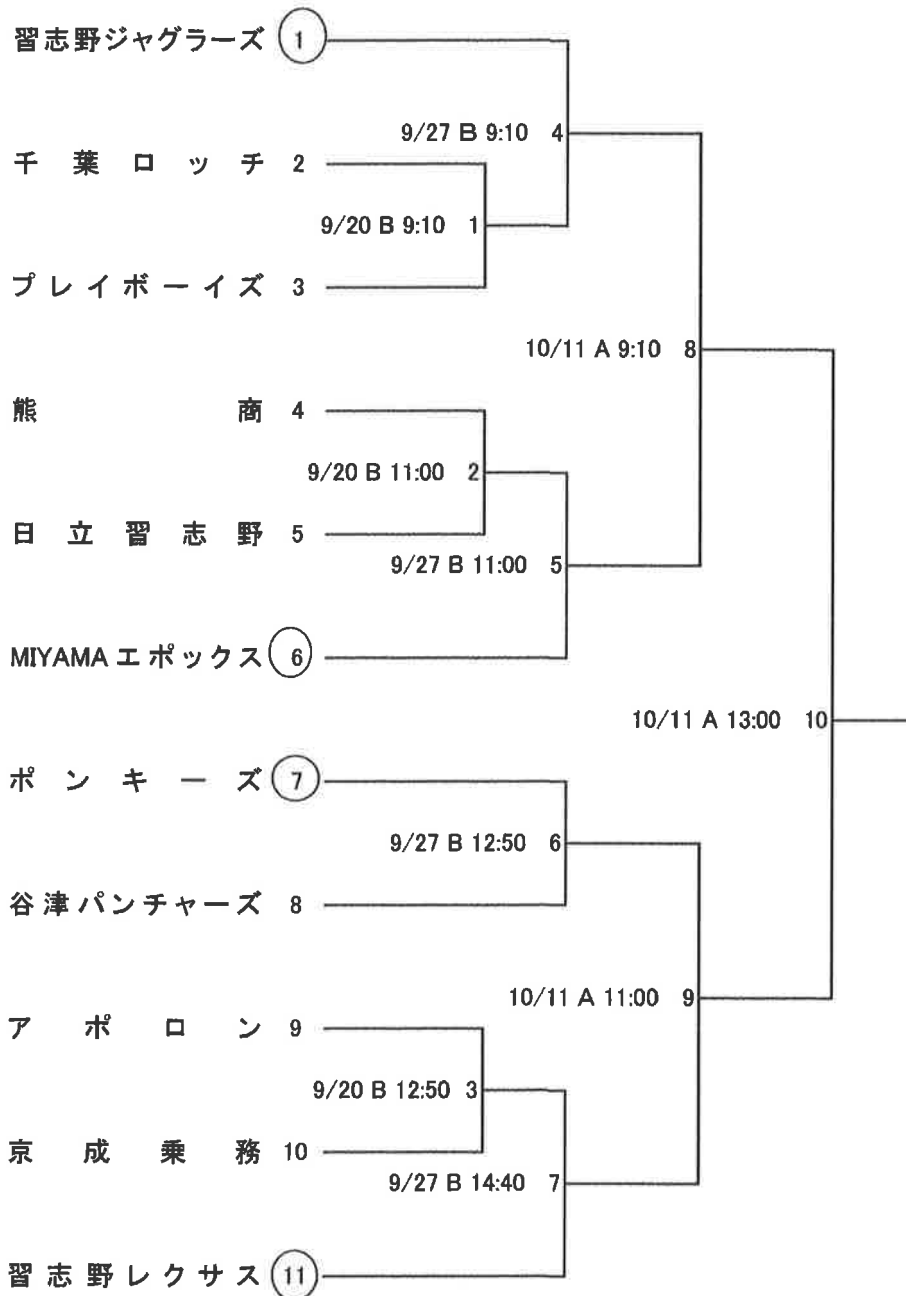 習志野ジャグラーズ 1
9/27 B 9:10 4
千葉ロッチ 2
9/20 B 9:10 1
プレイボーイズ 3
10/11 A 9:10 8
熊商 4
9/20 B 11:00 2
日立習志野 5
9/27 B 11:00 5
MIYAMAエポックス 6
10/11 A 13:00 10
ポンキーズ 7
9/27 B 12:50 6
谷津パンチャーズ 8
10/11 A 11:00 9
アポロン 9
9/20 B 12:50 3
京成乗務 10
9/27 B 14:40 7
習志野レクサス 11